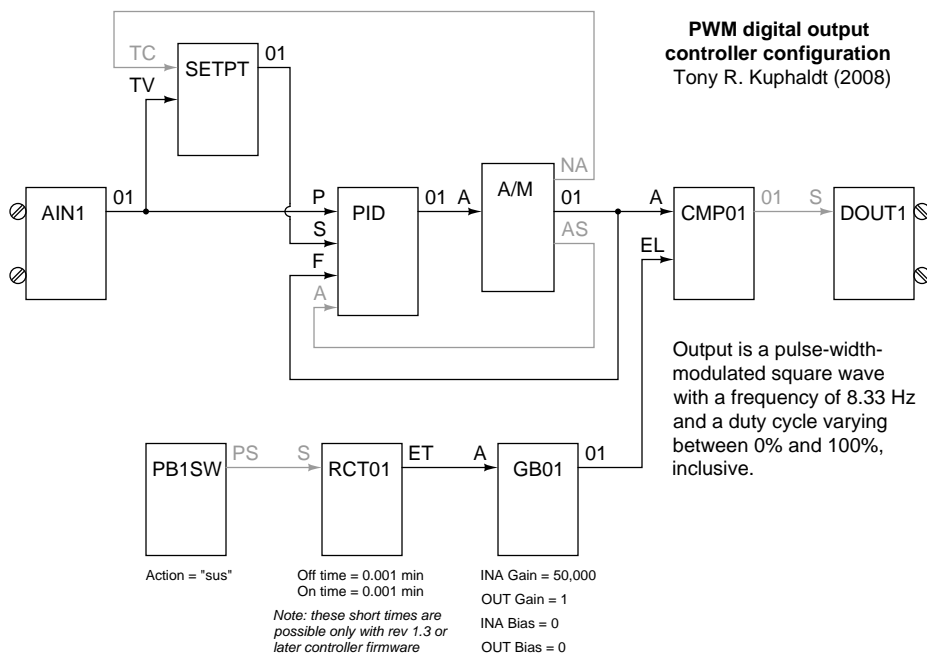 PWM digital output
controller configuration
Tony R. Kuphaldt (2008)
TC
SETPT
01
TV
NA
AIN1
01
P
PID
01
A
A/M
01
A
CMP01
01
S
DOUT1
S
AS
F
EL
A
Output is a pulse-width-
modulated square wave
with a frequency of 8.33 Hz
and a duty cycle varying
between 0% and 100%,
inclusive.
PB1SW
PS
S
RCT01
ET
A
GB01
01
Action = "sus"
Off time = 0.001 min
On time = 0.001 min
Note: these short times are
possible only with rev 1.3 or
later controller firmware
INA Gain = 50,000
OUT Gain = 1
INA Bias = 0
OUT Bias = 0